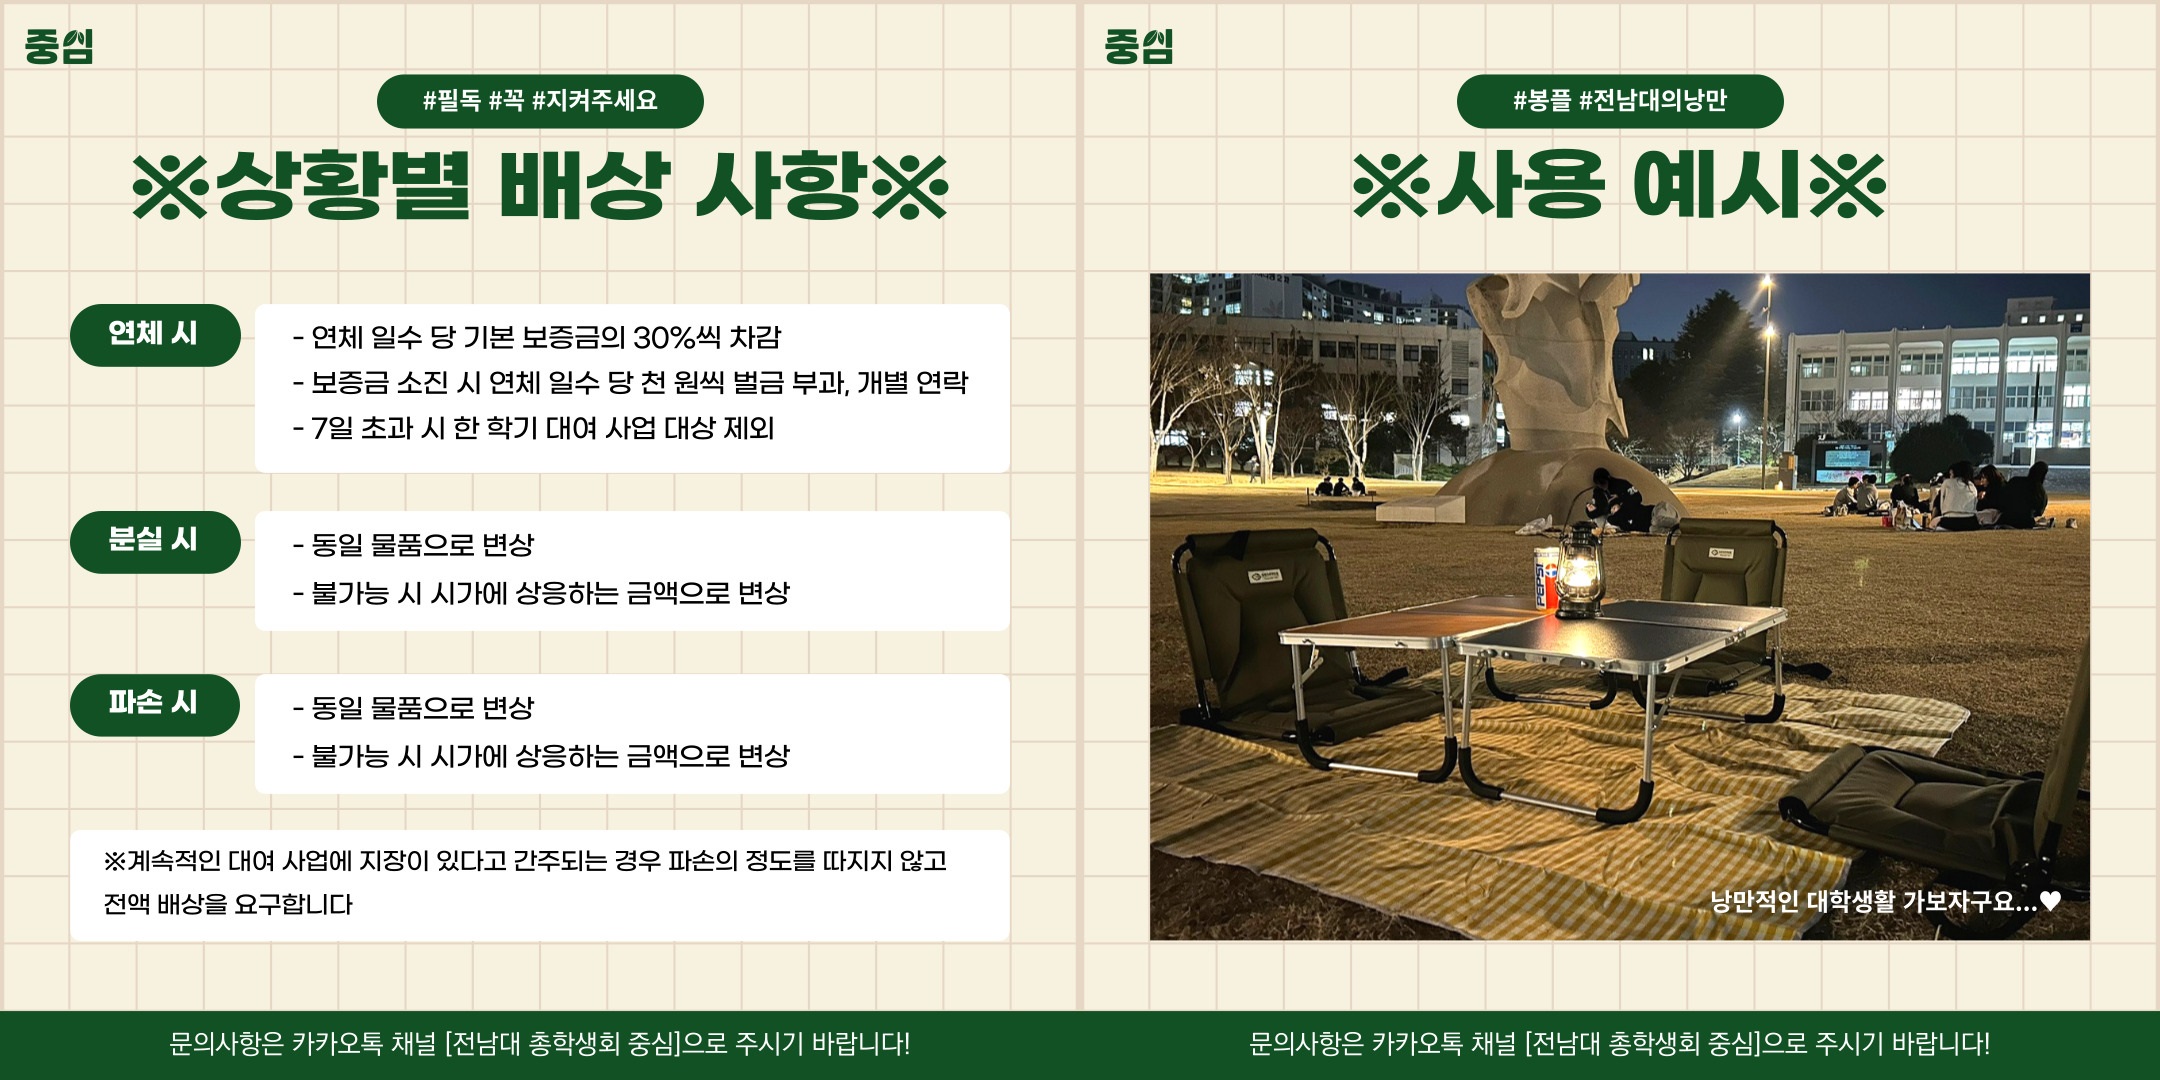 중심
#필독 #꼭 #지켜주세요
※상황별 배상 사항※
연체 시
- 연체 일수 당 기본 보증금의 30%씩 차감
- 보증금 소진 시 연체 일수 당 천 원씩 벌금 부과, 개별 연락
- 7일 초과 시 한 학기 대여 사업 대상 제외
분실 시
- 동일 물품으로 변상
- 불가능 시 시가에 상응하는 금액으로 변상
파손 시
- 동일 물품으로 변상
- 불가능 시 시가에 상응하는 금액으로 변상
※계속적인 대여 사업에 지장이 있다고 간주되는 경우 파손의 정도를 따지지 않고
전액 배상을 요구합니다
문의사항은 카카오톡 채널 [전남대 총학생회 중심]으로 주시기 바랍니다!
중심
#봉플 #전남대의낭만
※사용 예시※
PEPSI
낭만적인 대학생활 가보자구요...♥
문의사항은 카카오톡 채널 [전남대 총학생회 중심]으로 주시기 바랍니다!